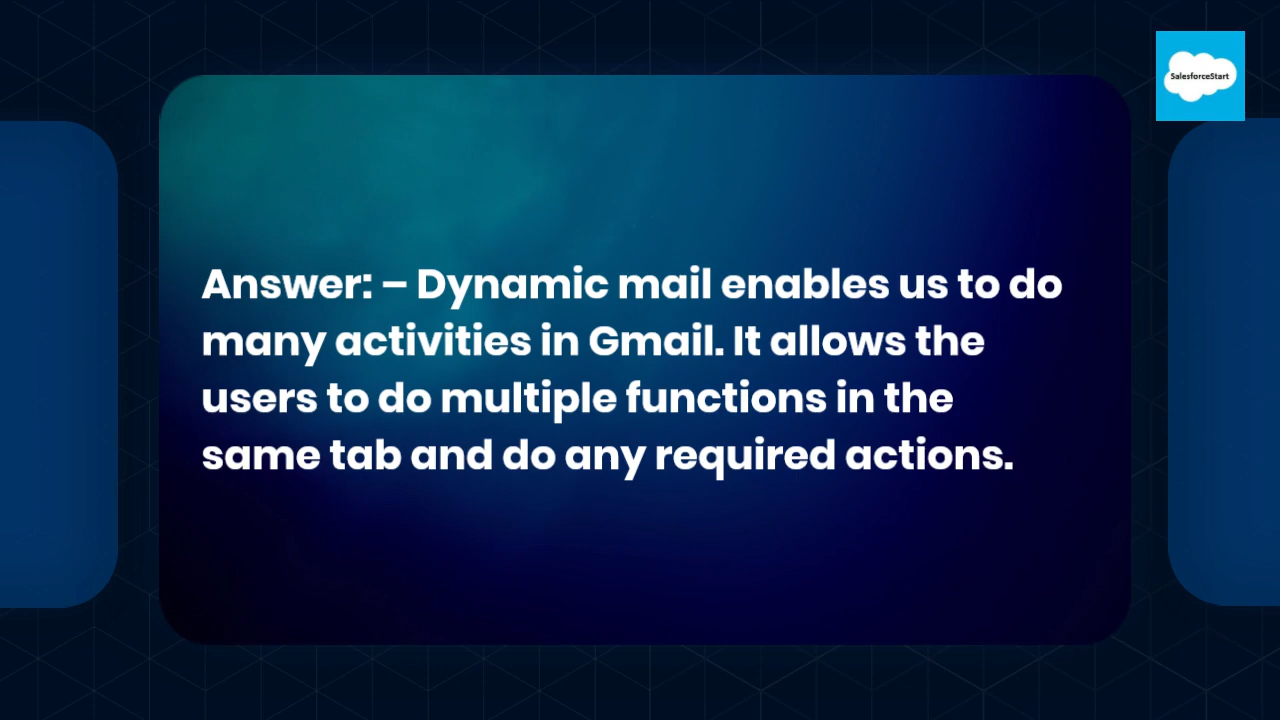 SalesforceStart
Answer: – Dynamic mail enables us to do
many activities in Gmail. It allows the
users to do multiple functions in the
same tab and do any required actions.